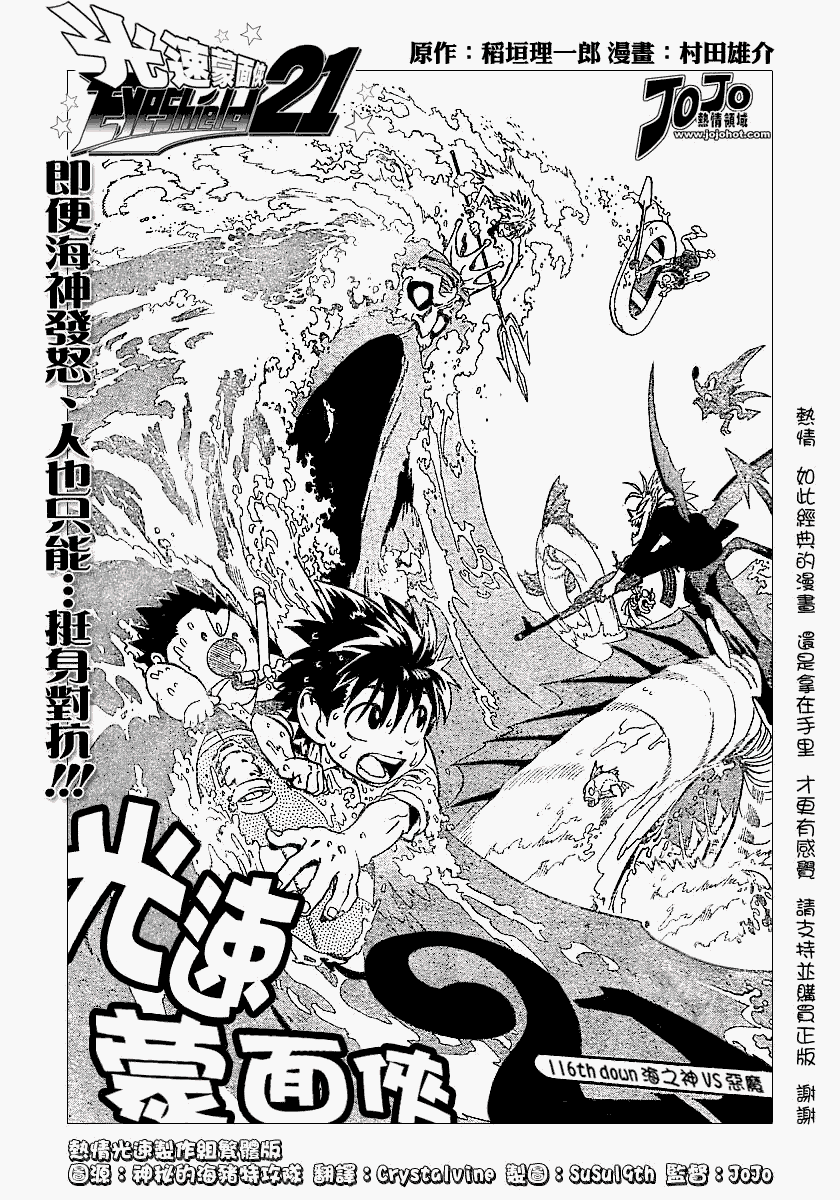 光速蒙面俠
Eyeshield 21
原作：稻垣理一郎 漫畫：村田雄介
JoJo
熱情領域
www.jojohot.com
即便海神發怒、人也只能…挺身對抗!!!
熱情 如此經典的漫畫 還是拿在手里 才更有感覺 請支持並購買正版 謝謝
光速
蒙面俠
21
116th down 海之神 VS 惡魔
熱情光速製作組繁體版
圖源：神秘的海豬特攻隊 翻譯：Crystalvine 製圖：SuSu19th 監督：JoJo